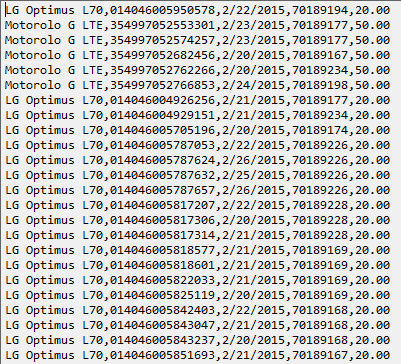 LG Optimus L70,014046005950578,2/22/2015,70189194,20.00
Motorolo G LTE,354997052553301,2/23/2015,70189177,50.00
Motorolo G LTE,354997052574257,2/23/2015,70189177,50.00
Motorolo G LTE,354997052682456,2/20/2015,70189167,50.00
Motorolo G LTE,354997052762266,2/20/2015,70189234,50.00
Motorolo G LTE,354997052766853,2/24/2015,70189198,50.00
LG Optimus L70,014046004926256,2/21/2015,70189177,20.00
LG Optimus L70,014046004929151,2/21/2015,70189234,20.00
LG Optimus L70,014046005705196,2/20/2015,70189174,20.00
LG Optimus L70,014046005787053,2/22/2015,70189226,20.00
LG Optimus L70,014046005787624,2/26/2015,70189226,20.00
LG Optimus L70,014046005787632,2/25/2015,70189226,20.00
LG Optimus L70,014046005787657,2/26/2015,70189226,20.00
LG Optimus L70,014046005817207,2/22/2015,70189228,20.00
LG Optimus L70,014046005817306,2/20/2015,70189228,20.00
LG Optimus L70,014046005817314,2/21/2015,70189228,20.00
LG Optimus L70,014046005818577,2/21/2015,70189169,20.00
LG Optimus L70,014046005818601,2/21/2015,70189169,20.00
LG Optimus L70,014046005822033,2/21/2015,70189169,20.00
LG Optimus L70,014046005825119,2/20/2015,70189169,20.00
LG Optimus L70,014046005842403,2/22/2015,70189168,20.00
LG Optimus L70,014046005843047,2/21/2015,70189168,20.00
LG Optimus L70,014046005843237,2/20/2015,70189168,20.00
LG Optimus L70,014046005851693,2/21/2015,70189167,20.00